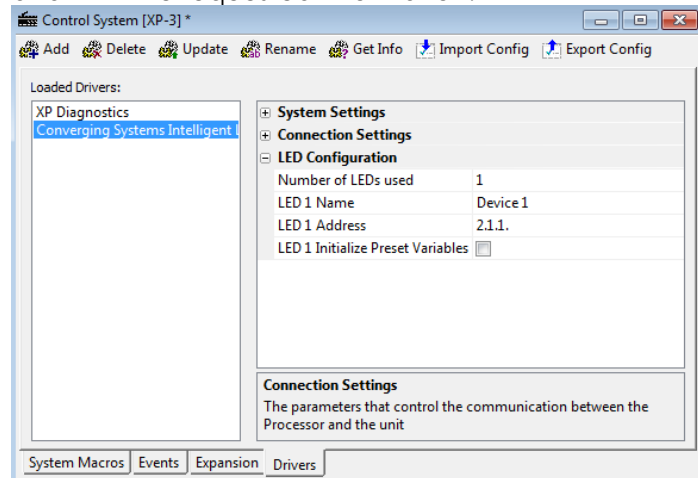 Control System [XP-3] *
Add Delete Update Rename Get Info Import Config Export Config
Loaded Drivers:
XP Diagnostics
Converging Systems Intelligent
System Settings
Connection Settings
LED Configuration
Number of LEDs used 1
LED 1 Name Device 1
LED 1 Address 2.1.1.
LED 1 Initialize Preset Variables
Connection Settings
The parameters that control the communication between the
Processor and the unit
System Macros Events Expansion Drivers